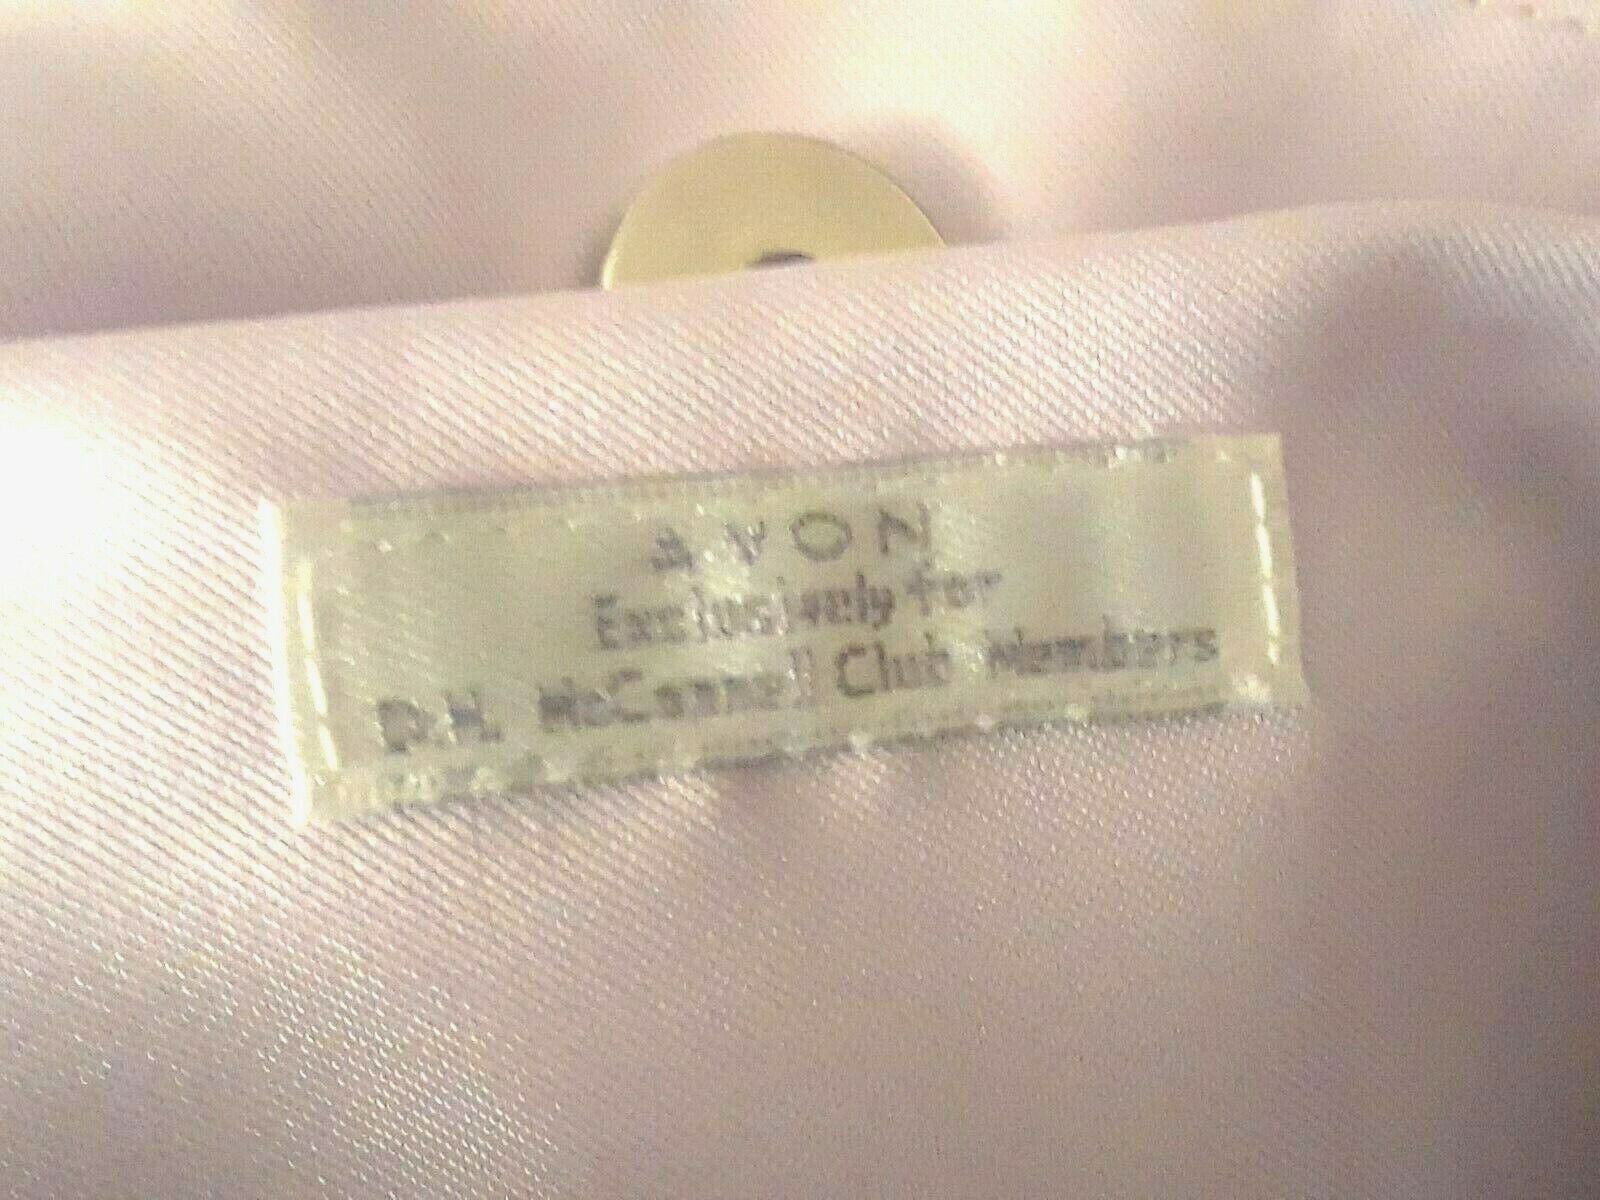 AVON
Exclusively for
D.H. McConnell Club Members